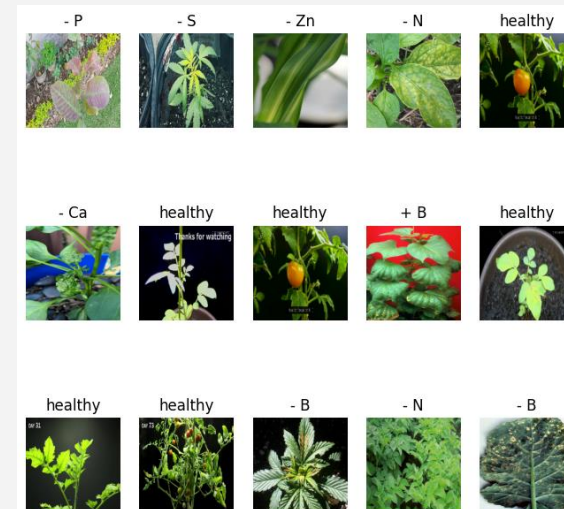 - P
- S
- Zn
- N
healthy
- Ca
healthy
healthy
+ B
healthy
Thanks for watching
healthy
healthy
- B
- N
- B